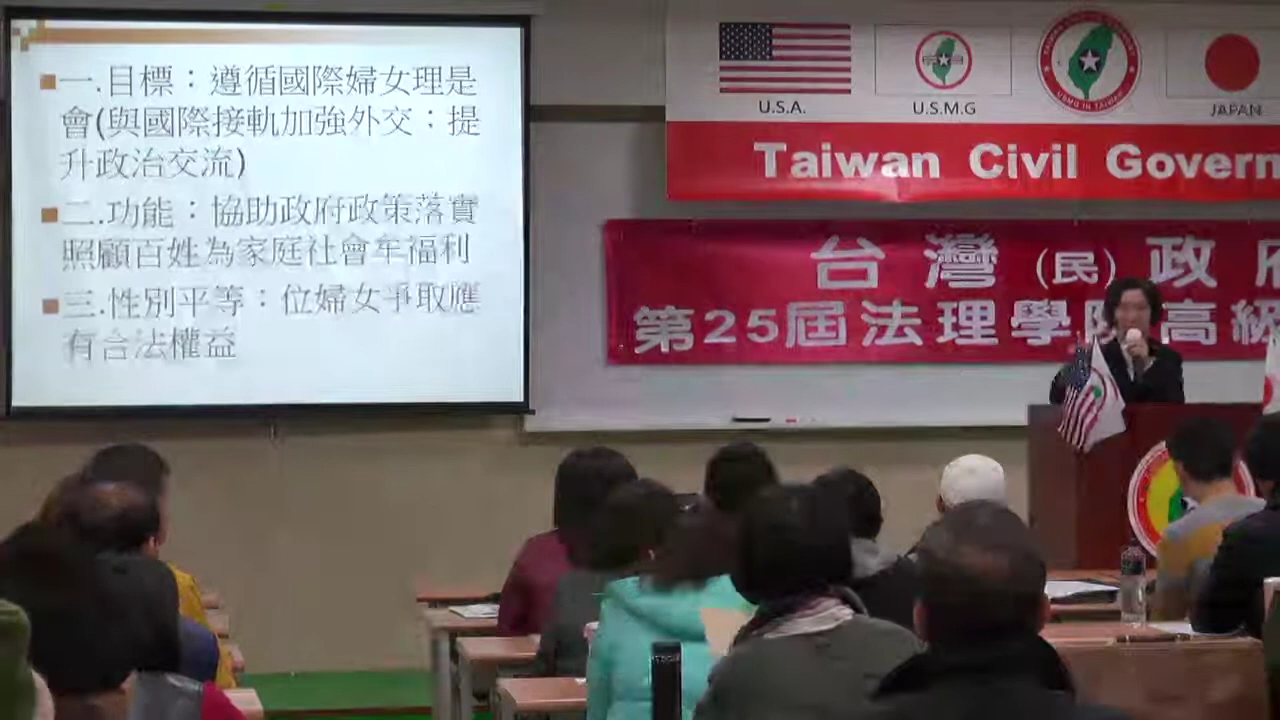 一.目標：遵循國際婦女理是
會(與國際接軌加強外交：提
升政治交流)
二.功能：協助政府政策落實
照顧百姓為家庭社會牟福利
三.性別平等：位婦女爭取應
有合法權益
U.S.A.
U.S.M.G
USMG IN TAIWAN
JAPAN
Taiwan Civil Govern
台灣(民)政府
第25屆法理學院高級